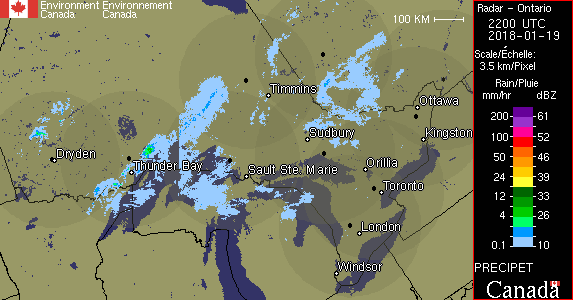 Environment Environnement
Canada Canada
100 KM
Timmins
Ottawa
Sudbury
Kingston
Dryden
Thunder Bay
Sault Ste. Marie
Orillia
Toronto
London
Windsor
Radar - Ontario
2200 UTC
2018-01-19
Scale/Échelle:
3.5 km/Pixel
Rain/Pluie
mm/hr dBZ
200 61
100 52
50 46
24 39
12 33
4 26
0.1 10
PRECIPET
Canada